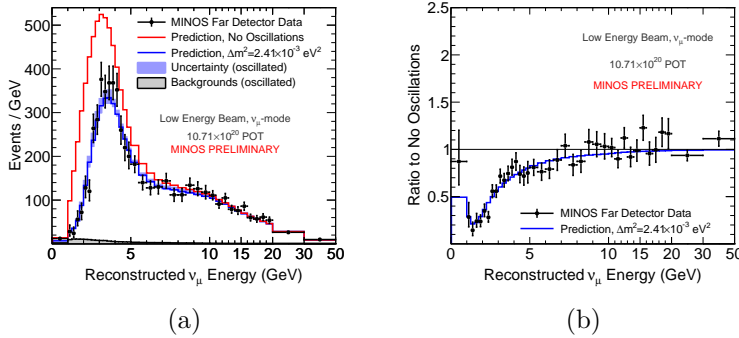 MINOS Far Detector Data
Prediction, No Oscillations
Prediction, Δm²=2.41×10⁻³ eV²
Uncertainty (oscillated)
Backgrounds (oscillated)
Low Energy Beam, νμ-mode
10.71×10²⁰ POT
MINOS PRELIMINARY
Events / GeV
500
400
300
200
100
0 5 10 15 20 30 50
Reconstructed νμ Energy (GeV)
(a)
Low Energy Beam, νμ-mode
10.71×10²⁰ POT
MINOS PRELIMINARY
Ratio to No Oscillations
2.5
2
1.5
1
0.5
MINOS Far Detector Data
Prediction, Δm²=2.41×10⁻³ eV²
0 5 10 15 20 30 50
Reconstructed νμ Energy (GeV)
(b)